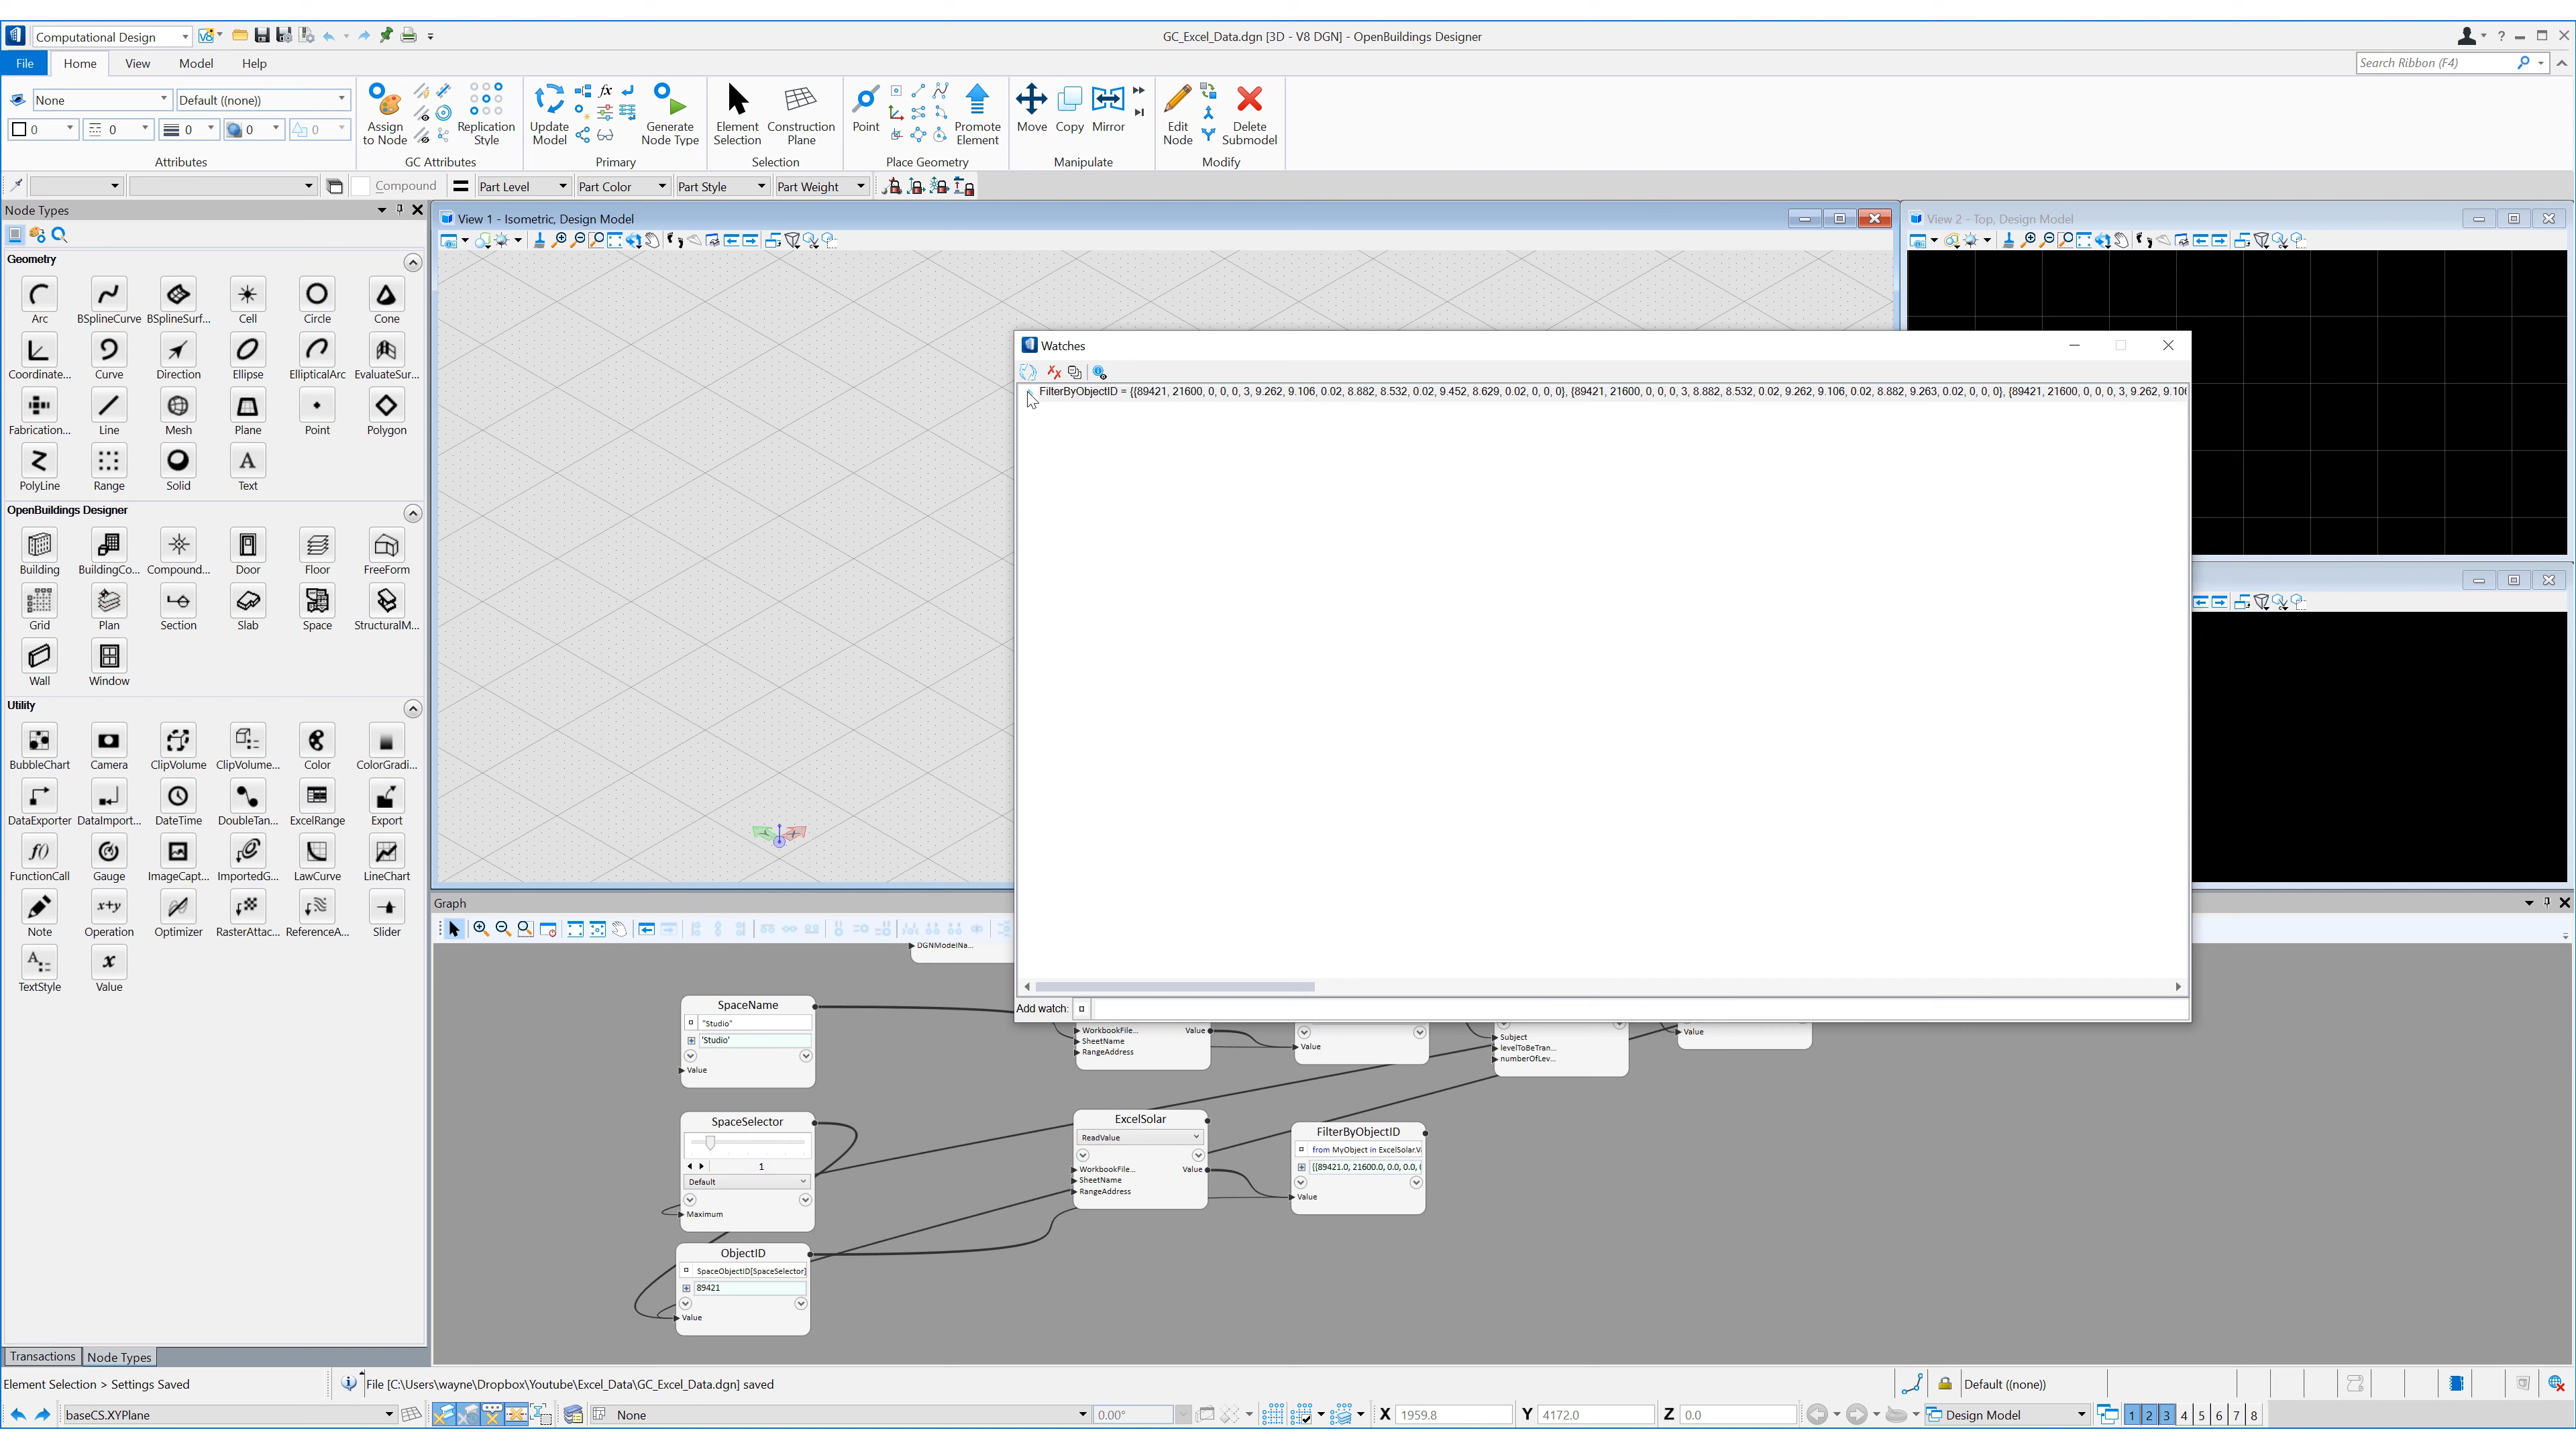 Computational Design
GC_Excel_Data.dgn [3D - V8 DGN] - OpenBuildings Designer
File Home View Model Help
Search Ribbon (F4)
None Default ((none))
0 0 0 0 0
Attributes
Assign to Node
Replication Style
GC Attributes
Update Model
Generate Node Type
Primary
Element Selection
Construction Plane
Selection
Point
Promote Element
Place Geometry
Move Copy Mirror
Manipulate
Edit Node
Delete Submodel
Modify
Compound Part Level Part Color Part Style Part Weight
Node Types
Geometry
Arc BSplineCurve BSplineSurf... Cell Circle Cone
Coordinate... Curve Direction Ellipse EllipticalArc EvaluateSur...
Fabrication... Line Mesh Plane Point Polygon
PolyLine Range Solid Text
OpenBuildings Designer
Building BuildingCo... Compound... Door Floor FreeForm
Grid Plan Section Slab Space StructuralM...
Wall Window
Utility
BubbleChart Camera ClipVolume ClipVolume... Color ColorGradi...
DataExporter DataImport... DateTime DoubleTan... ExcelRange Export
FunctionCall Gauge ImageCapt... ImportedG... LawCurve LineChart
Note Operation Optimizer RasterAttac... ReferenceA... Slider
TextStyle Value
Transactions Node Types
View 1 - Isometric, Design Model
View 2 - Top, Design Model
Watches
FilterByObjectID = {{89421, 21600, 0, 0, 0, 3, 9.262, 9.106, 0.02, 8.882, 8.532, 0.02, 9.452, 8.629, 0.02, 0, 0, 0}, {89421, 21600, 0, 0, 0, 3, 8.882, 8.532, 0.02, 9.262, 9.106, 0.02, 8.882, 9.263, 0.02, 0, 0, 0}, {89421, 21600, 0, 0, 0, 3, 9.262, 9.106
Add watch:
Graph
DGNModelNa...
SpaceName
"Studio"
'Studio'
Value
SpaceSelector
1
Default
Maximum
ObjectID
SpaceObjectID[SpaceSelector]
89421
Value
WorkbookFile... Value
SheetName
RangeAddress
Value
Subject
levelToBeTran...
numberOfLev...
Value
ExcelSolar
ReadValue
WorkbookFile... Value
SheetName
RangeAddress
FilterByObjectID
from MyObject in ExcelSolar.V
{{89421.0, 21600.0, 0.0, 0.0,
Value
Element Selection > Settings Saved
File [C:\Users\wayne\Dropbox\Youtube\Excel_Data\GC_Excel_Data.dgn] saved
Default ((none))
baseCS.XYPlane
None
0.00°
X 1959.8 Y 4172.0 Z 0.0
Design Model
1 2 3 4 5 6 7 8